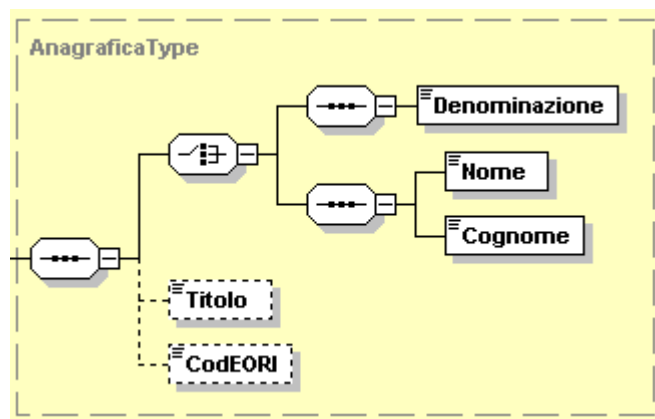 AnagraficaType
Denominazione
Nome
Cognome
Titolo
CodEORI